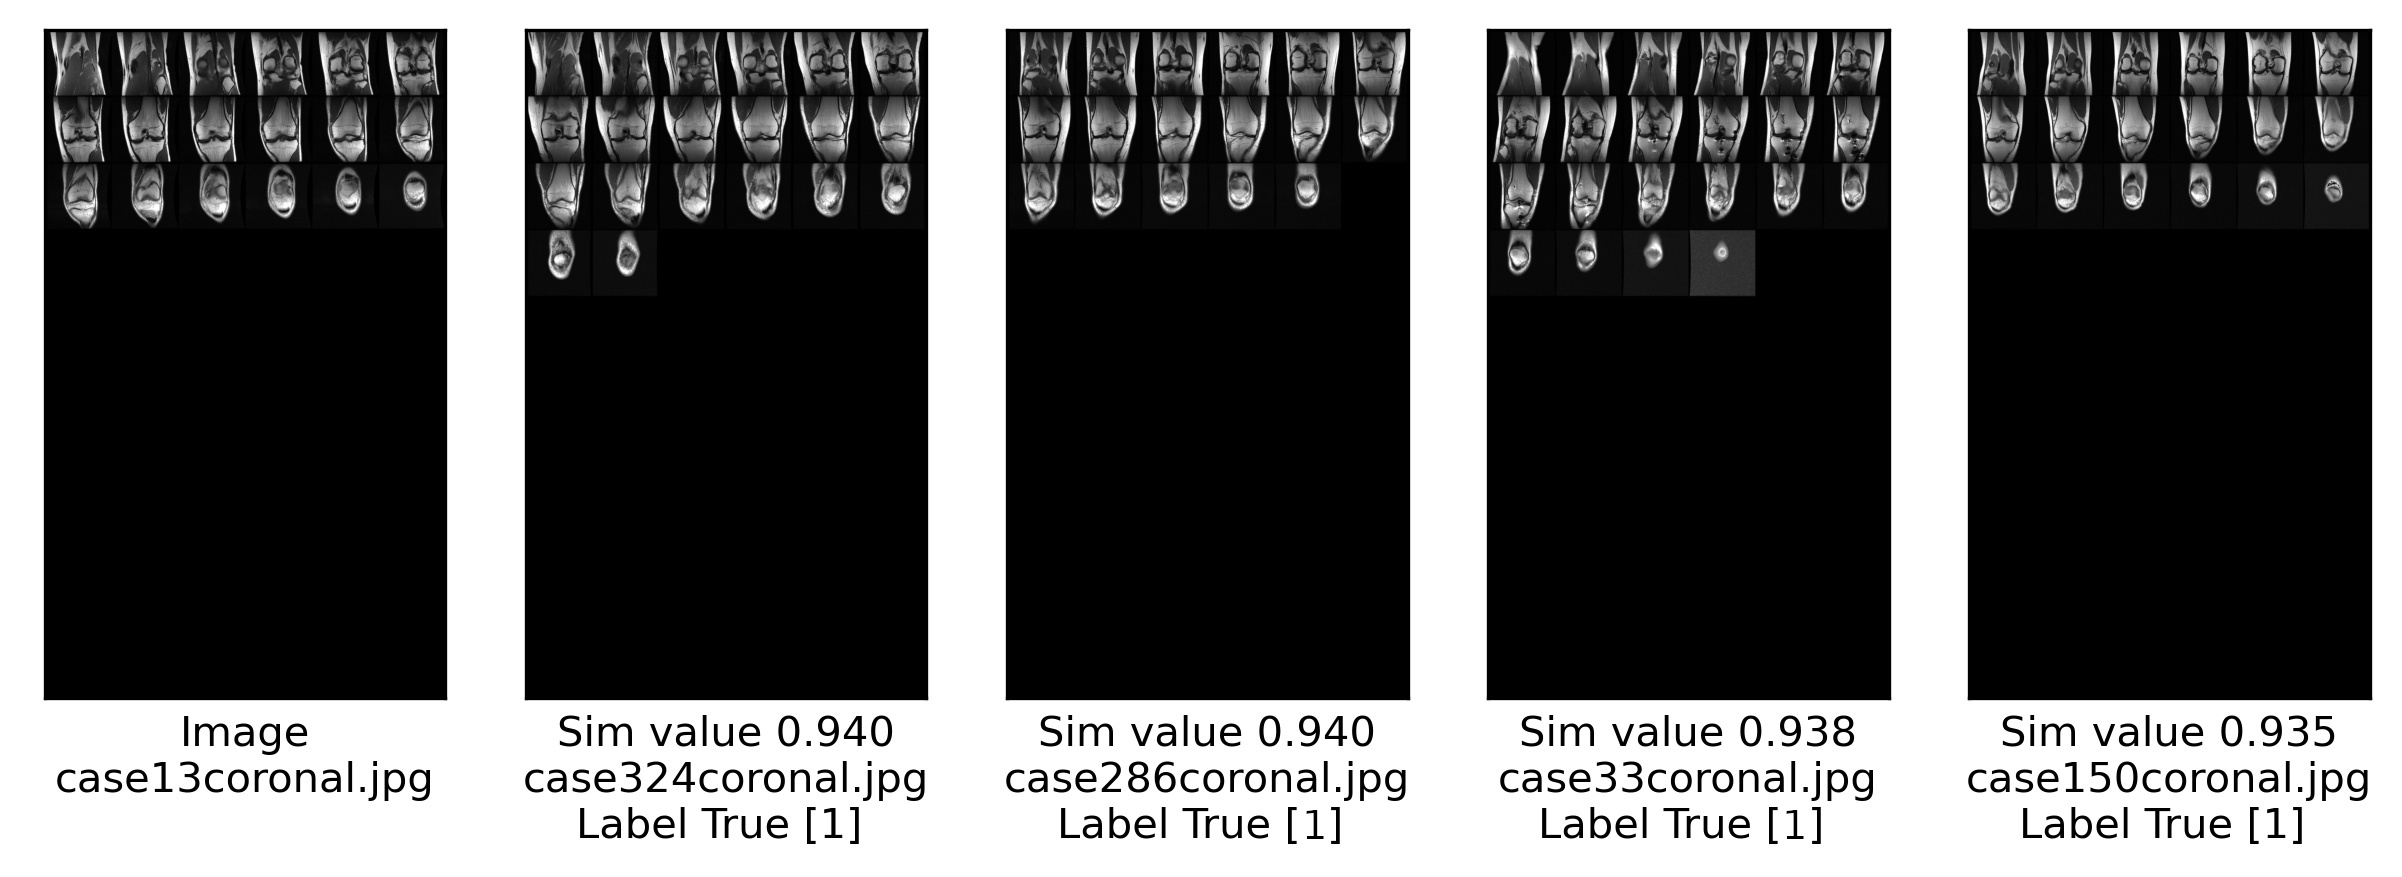 Image
case13coronal.jpg
Sim value 0.940
case324coronal.jpg
Label True [1]
Sim value 0.940
case286coronal.jpg
Label True [1]
Sim value 0.938
case33coronal.jpg
Label True [1]
Sim value 0.935
case150coronal.jpg
Label True [1]